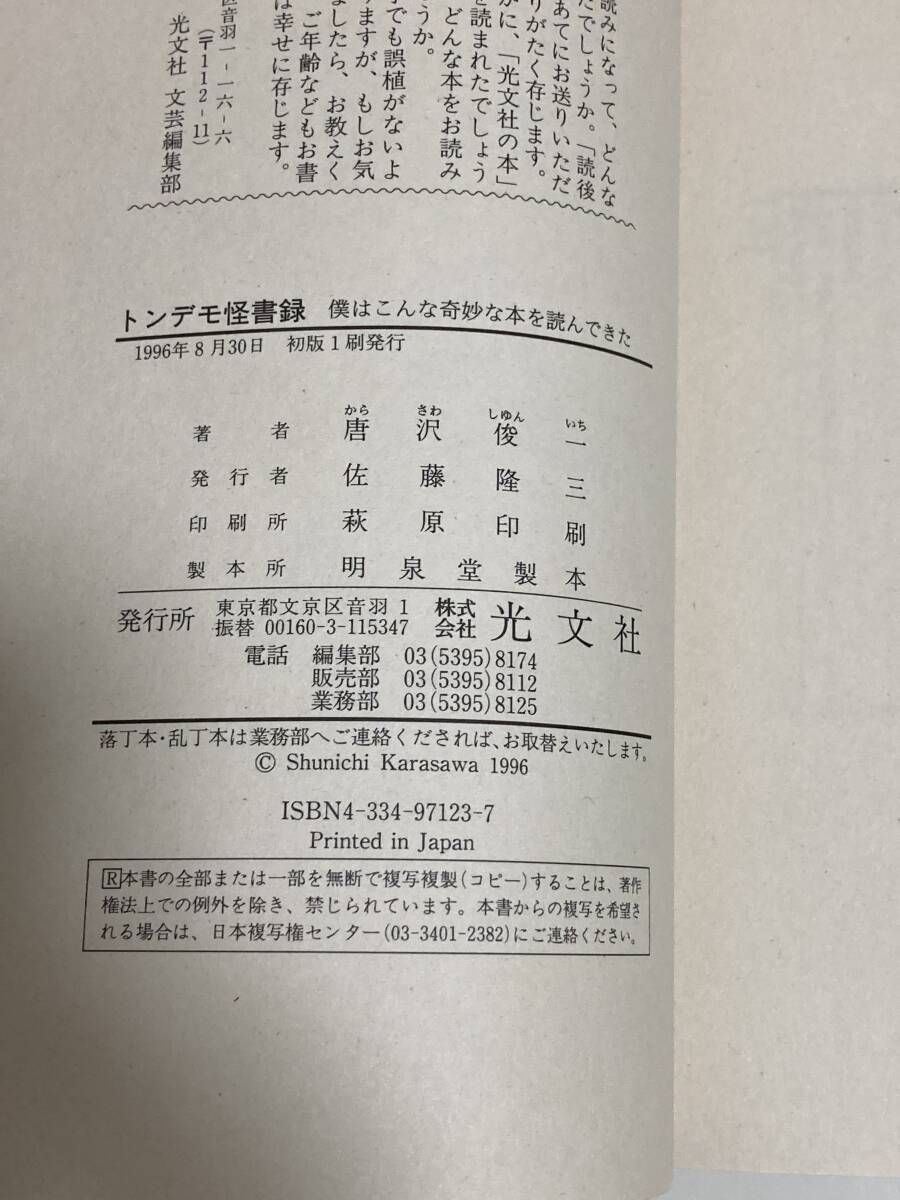 読みになって、どんな
たでしょうか。「読後
あてにお送りいただ
りがたく存じます。
かに、「光文社の本」
を読まれたでしょう
どんな本をお読み
ょうか。
字でも誤植がないよ
りますが、もしお気
ましたら、お教えく
ご年齢などもお書
は幸せに存じます。
区音羽一-一六-六
(〒112-11)
光文社 文芸編集部
トンデモ怪書録 僕はこんな奇妙な本を読んできた
1996年8月30日 初版1刷発行
著者 唐沢俊一
からさわしゅんいち
発行者 佐藤隆三
印刷所 萩原印刷
製本所 明泉堂製本
発行所 東京都文京区音羽1 株式会社 光文社
振替 00160-3-115347
電話 編集部 03(5395)8174
販売部 03(5395)8112
業務部 03(5395)8125
落丁本・乱丁本は業務部へご連絡くだされば、お取替えいたします。
© Shunichi Karasawa 1996
ISBN4-334-97123-7
Printed in Japan
R本書の全部または一部を無断で複写複製(コピー)することは、著作
権法上での例外を除き、禁じられています。本書からの複写を希望さ
れる場合は、日本複写権センター(03-3401-2382)にご連絡ください。